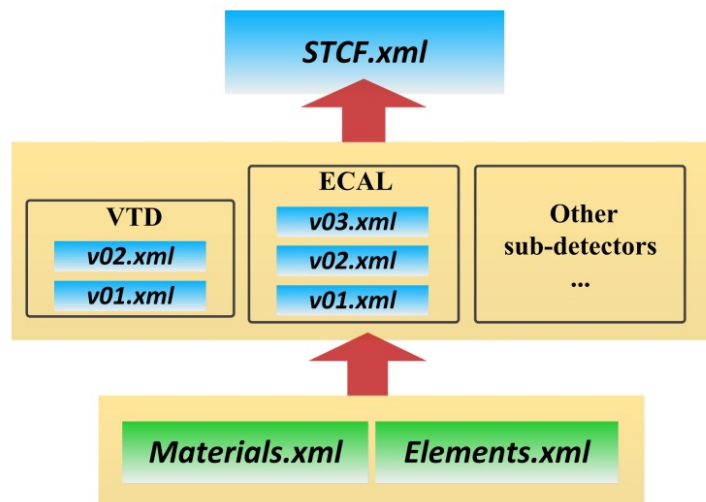 STCF.xml
VTD
v02.xml
v01.xml
ECAL
v03.xml
v02.xml
v01.xml
Other
sub-detectors
...
Materials.xml
Elements.xml